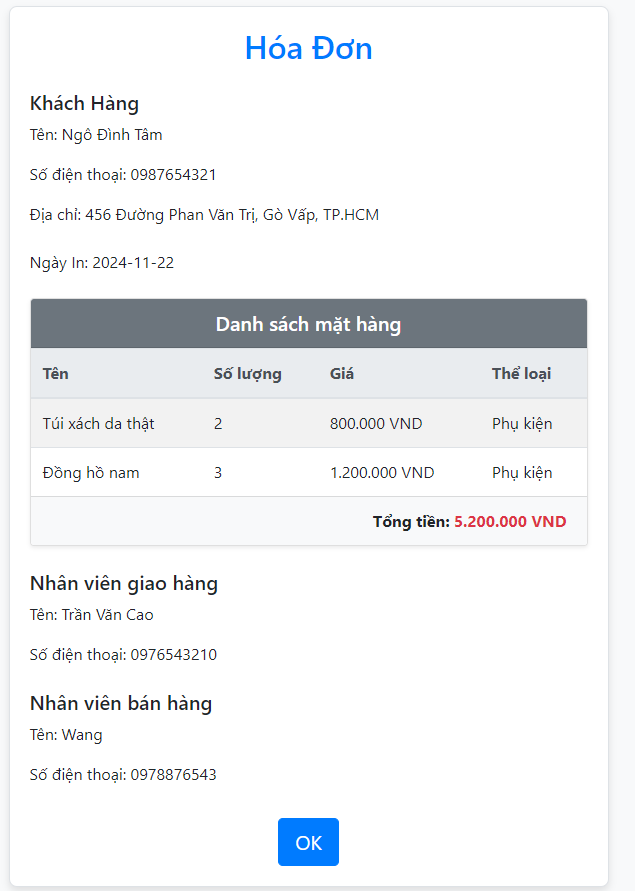 Hóa Đơn
Khách Hàng
Tên: Ngô Đình Tâm
Số điện thoại: 0987654321
Địa chỉ: 456 Đường Phan Văn Trị, Gò Vấp, TP.HCM
Ngày In: 2024-11-22
Danh sách mặt hàng
Tên Số lượng Giá Thể loại
Túi xách da thật 2 800.000 VND Phụ kiện
Đồng hồ nam 3 1.200.000 VND Phụ kiện
Tổng tiền: 5.200.000 VND
Nhân viên giao hàng
Tên: Trần Văn Cao
Số điện thoại: 0976543210
Nhân viên bán hàng
Tên: Wang
Số điện thoại: 0978876543
OK